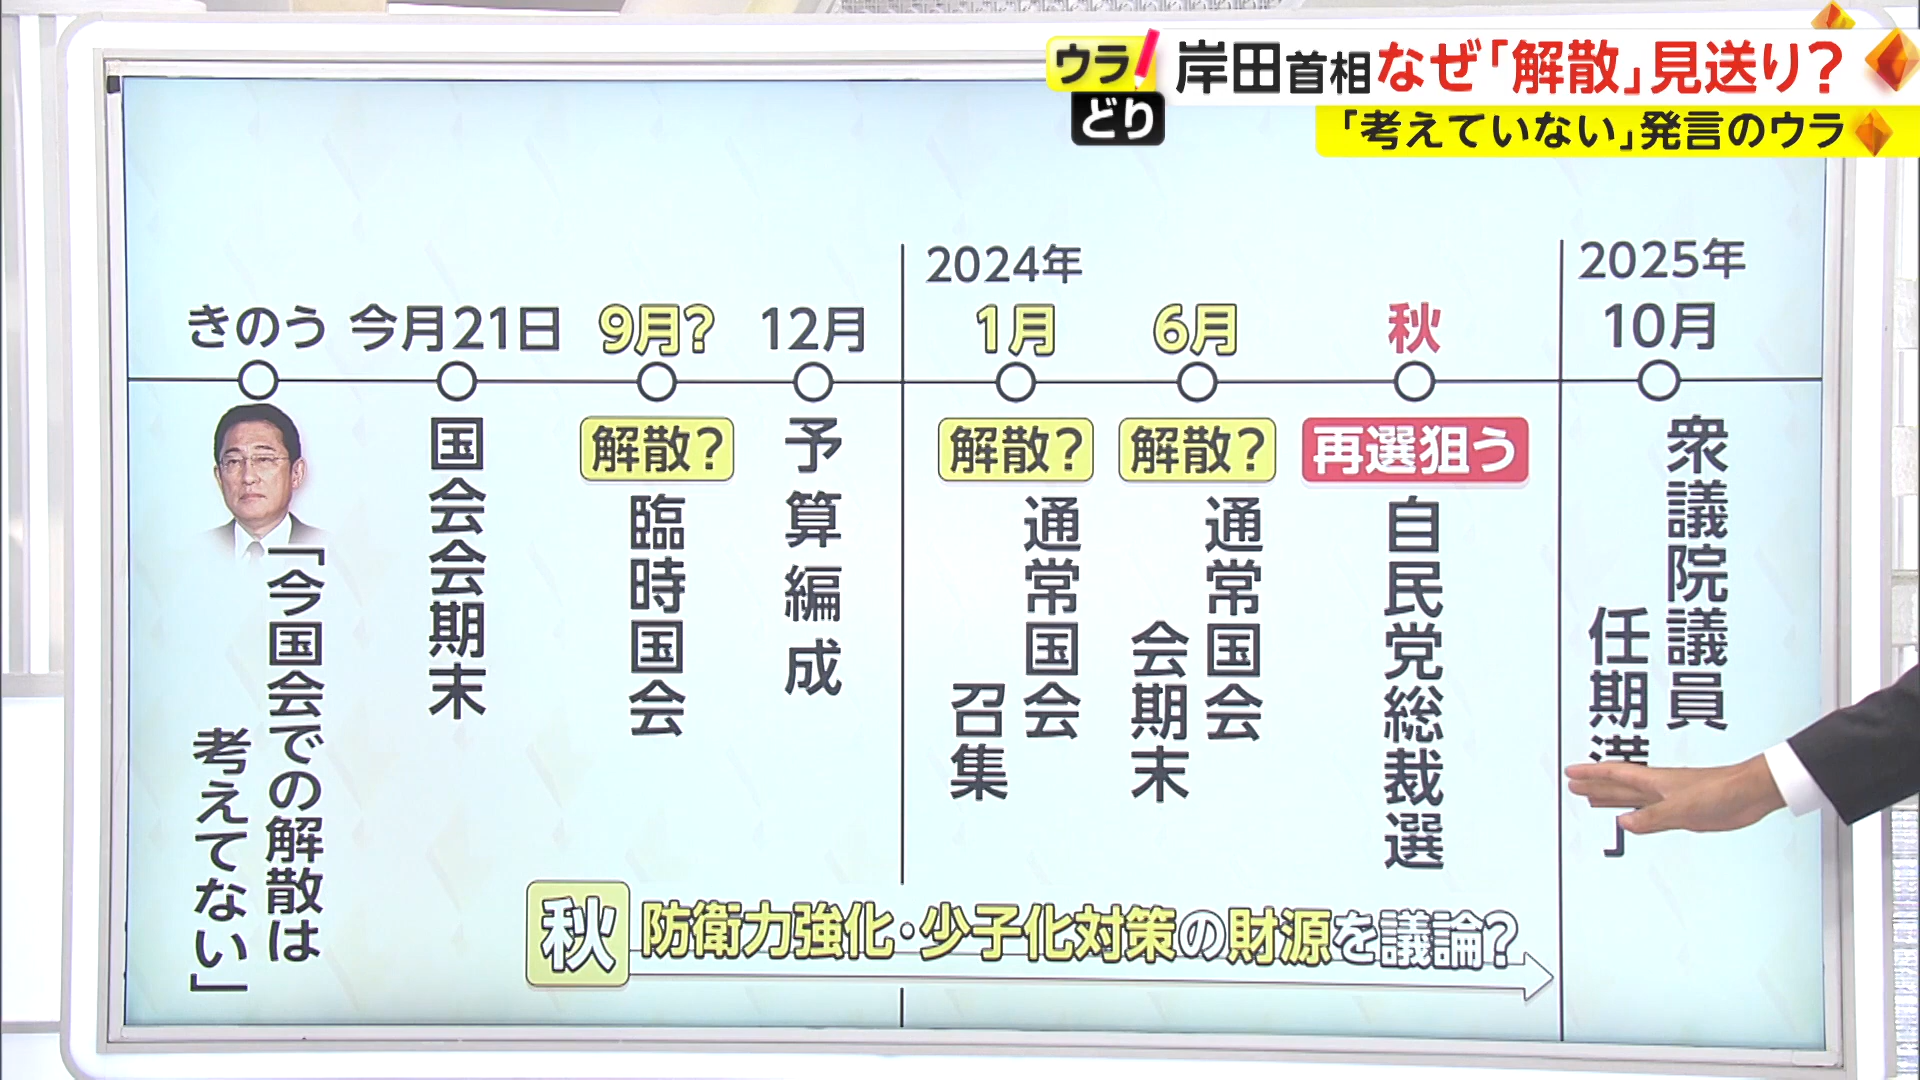 ウラ!
どり
岸田首相なぜ「解散」見送り?
「考えていない」発言のウラ
2024年
2025年
きのう
今月21日
9月?
12月
1月
6月
秋
10月
「今国会での解散は
考えてない」
国会会期末
解散?
臨時国会
予算編成
解散?
通常国会
召集
解散?
通常国会
会期末
再選狙う
自民党総裁選
衆議院議員
任期満了
秋
防衛力強化・少子化対策の財源を議論?